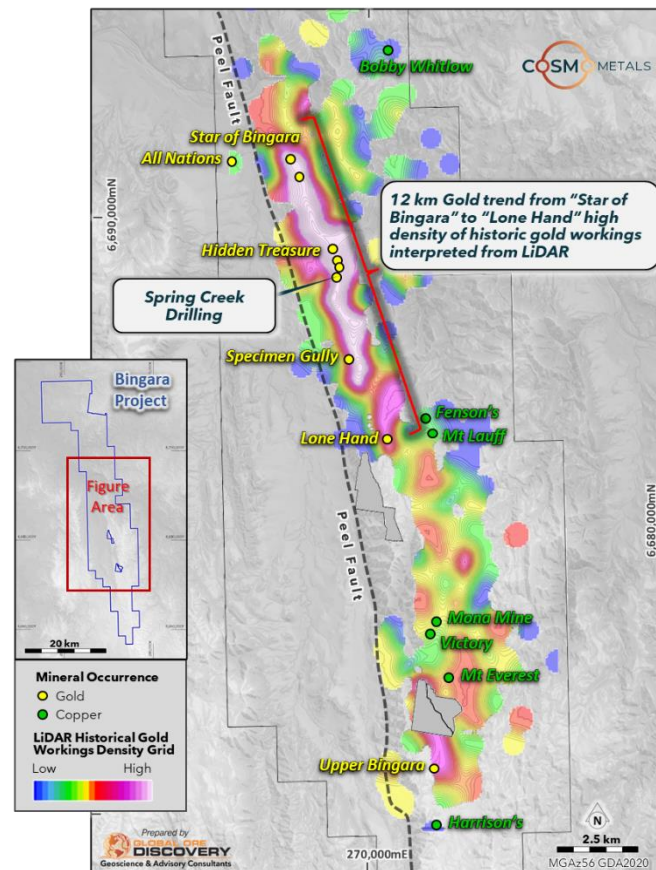 COSMO METALS
Bobby Whitlow
Peel Fault
Star of Bingara
All Nations
6,690,000mN
12 km Gold trend from "Star of
Bingara" to "Lone Hand" high
density of historic gold workings
interpreted from LiDAR
Hidden Treasure
Spring Creek
Drilling
Specimen Gully
Fenson's
Mt Lauff
Lone Hand
Bingara
Project
Figure
Area
20 km
6,680,000mN
Peel Fault
Mona Mine
Victory
Mt Everest
Mineral Occurrence
Gold
Copper
LiDAR Historical Gold
Workings Density Grid
Low High
Upper Bingara
Harrison's
Prepared by
GLOBAL ORE
DISCOVERY
Geoscience & Advisory Consultants
270,000mE
N
2.5 km
MGAz56 GDA2020